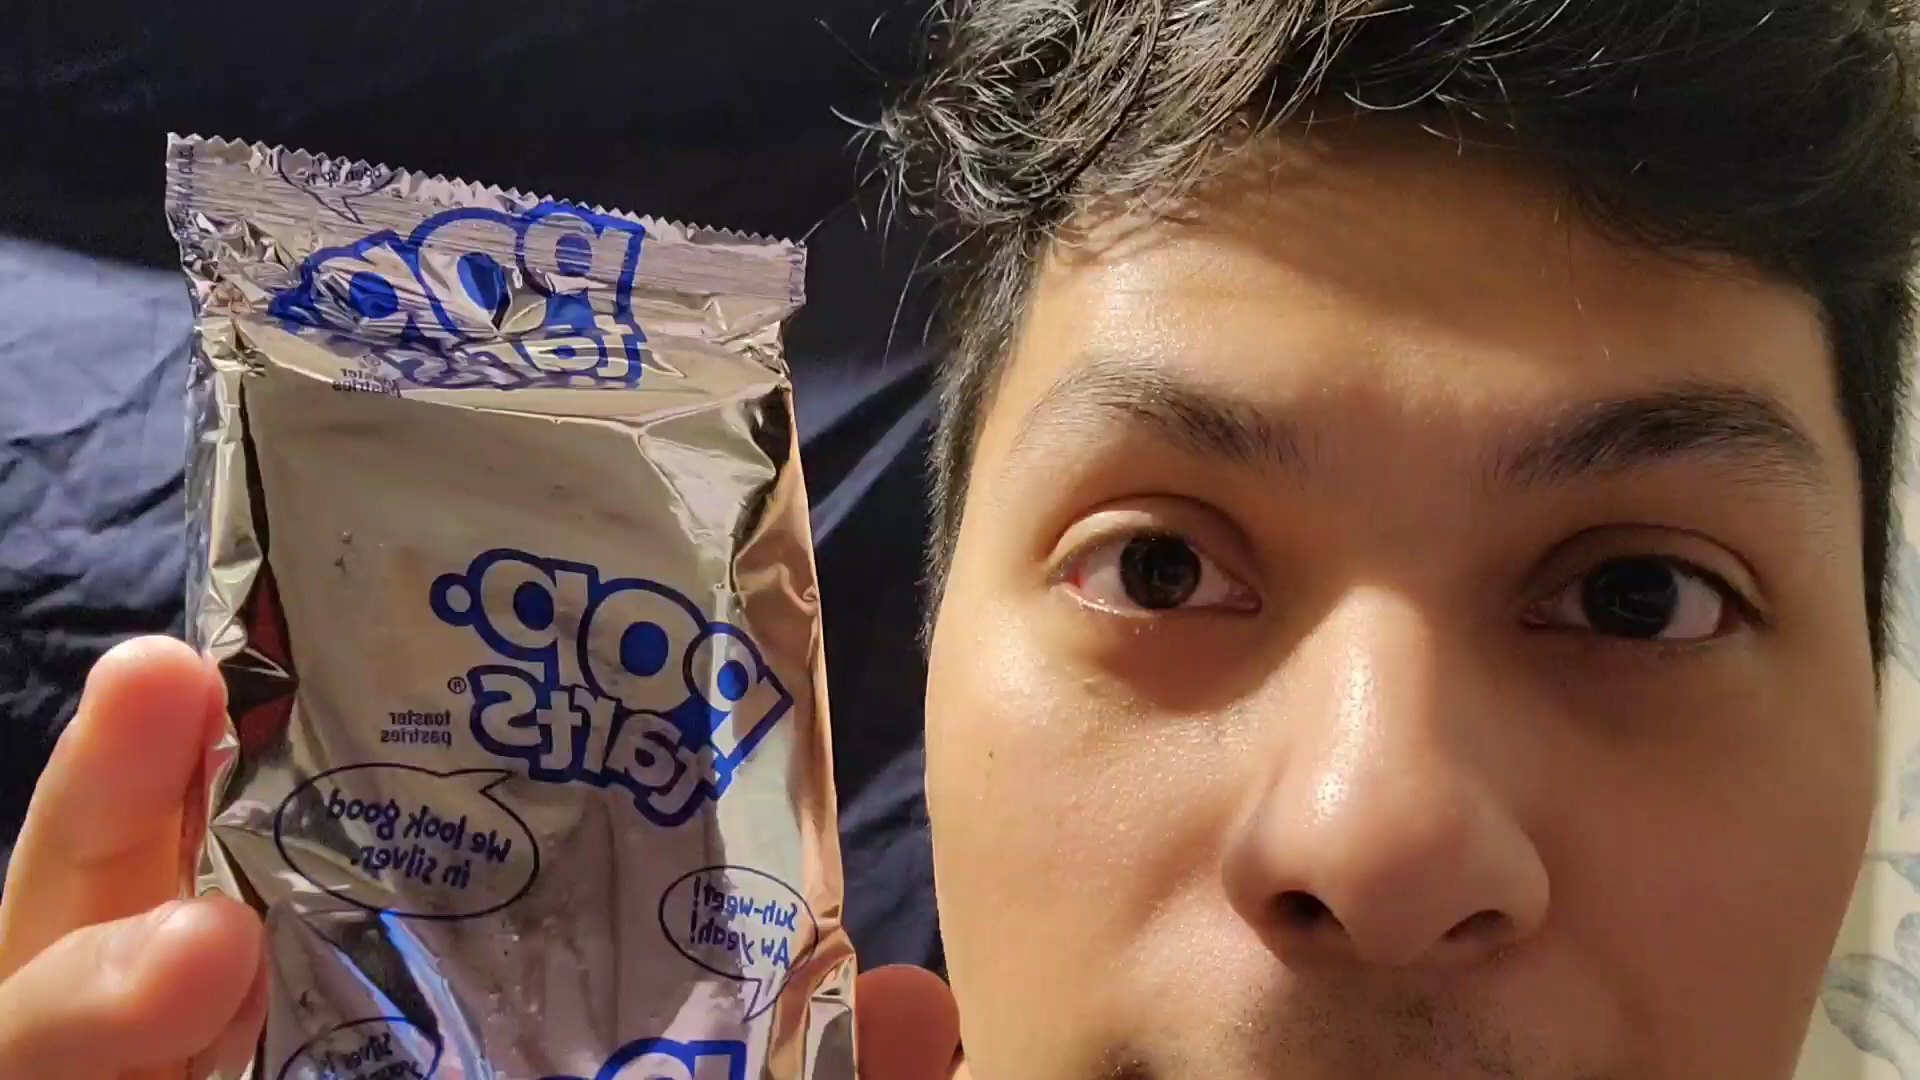 pop
tarts
toaster
pastries
pop
tarts®
toaster
pastries
We look good
in silver.
Suh-weet!
Aw yeah!